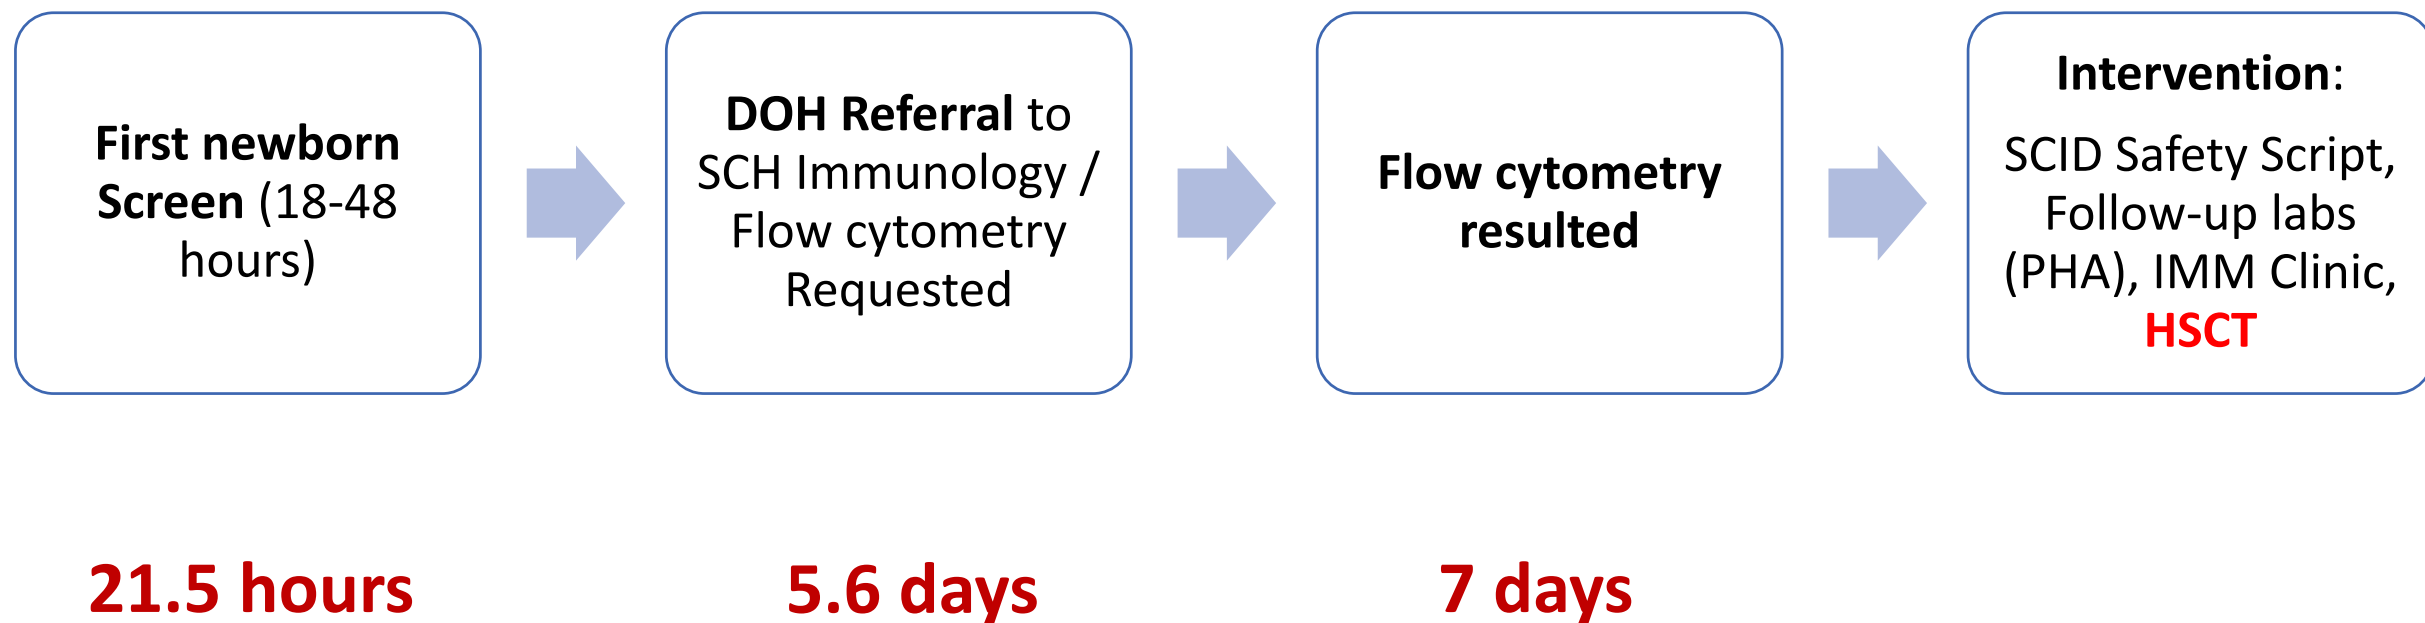 First newborn
Screen (18-48
hours)
DOH Referral to
SCH Immunology /
Flow cytometry
Requested
Flow cytometry
resulted
Intervention:
SCID Safety Script,
Follow-up labs
(PHA), IMM Clinic,
HSCT
21.5 hours
5.6 days
7 days